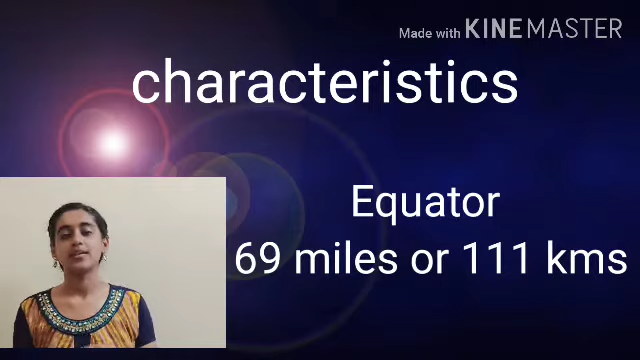 Made with KINEMASTER
characteristics
Equator
69 miles or 111 kms